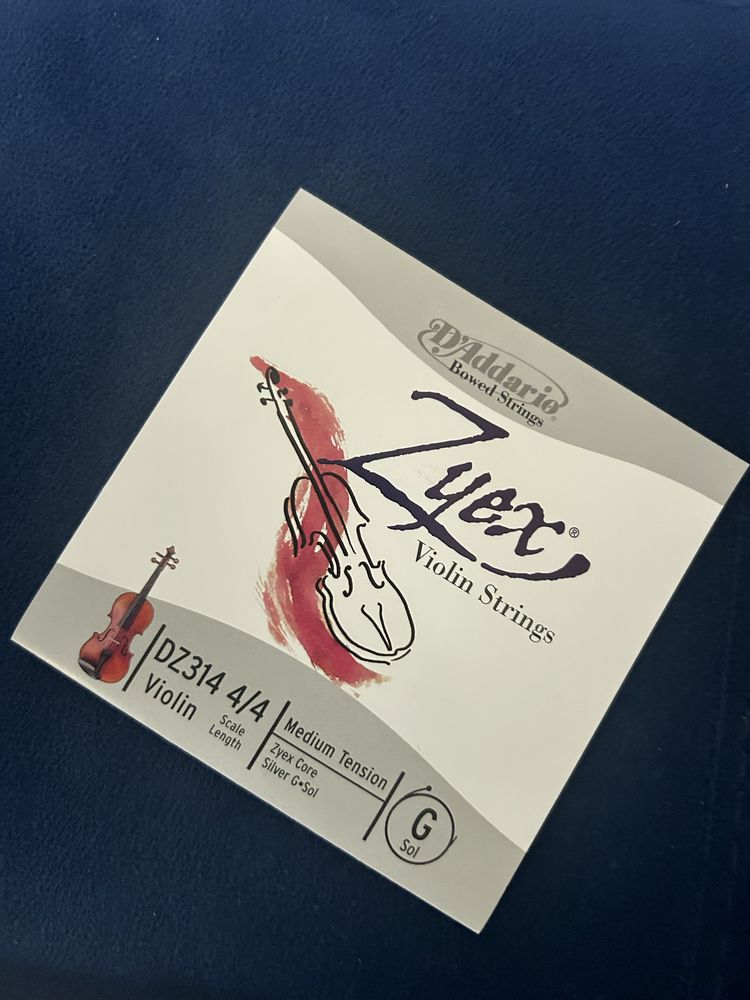 D'Addario®
Bowed Strings
Zyex®
Violin Strings
DZ314 4/4
Violin
Scale
Length
Medium Tension
Zyex Core
Silver G•Sol
G
Sol